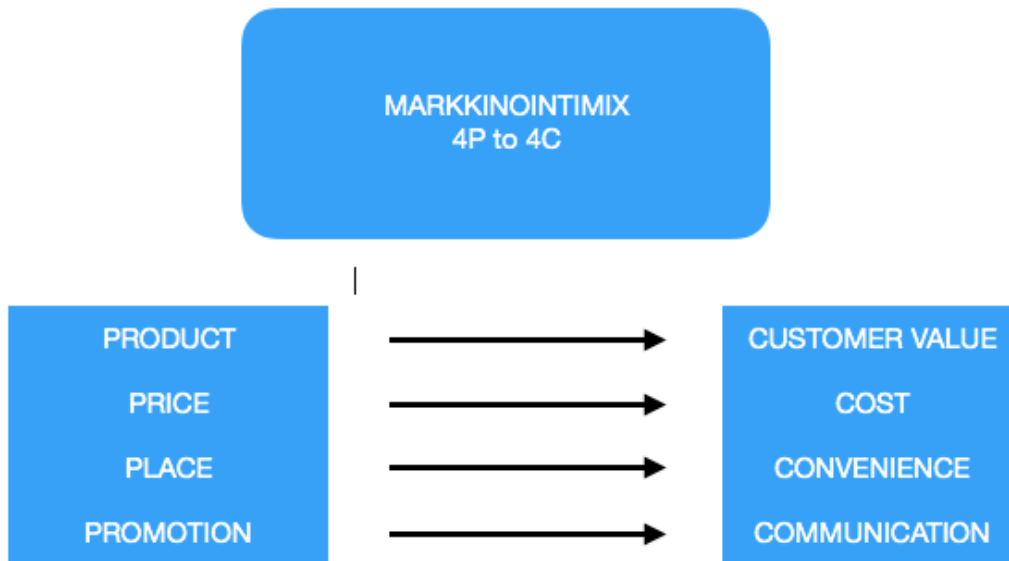 MARKKINOINTIMIX
4P to 4C
PRODUCT
CUSTOMER VALUE
PRICE
COST
PLACE
CONVENIENCE
PROMOTION
COMMUNICATION